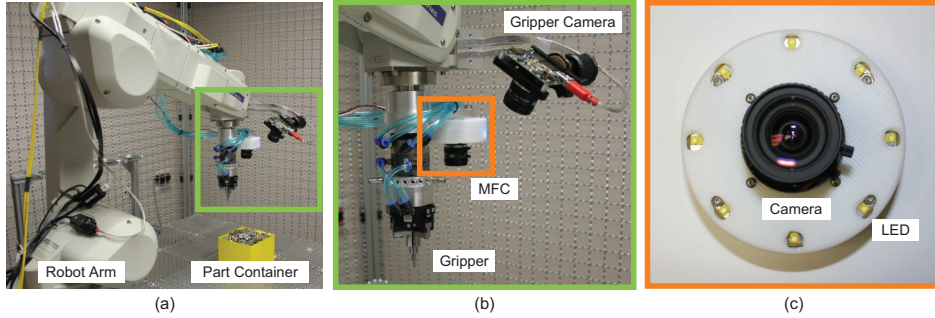 Robot Arm
Part Container
(a)
Gripper Camera
MFC
Gripper
(b)
Camera
LED
(c)